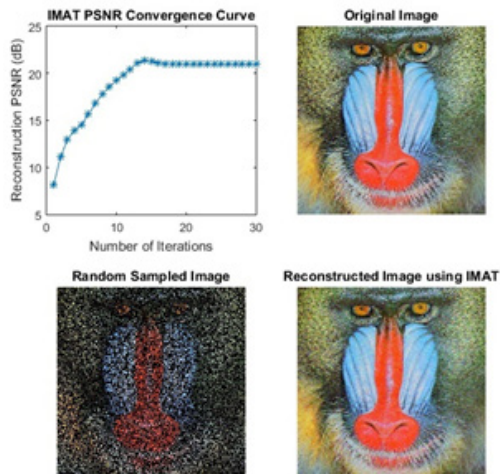 IMAT PSNR Convergence Curve
Reconstruction PSNR (dB)
25
20
15
10
5
0 10 20 30
Number of Iterations
Original Image
Random Sampled Image
Reconstructed Image using IMAT